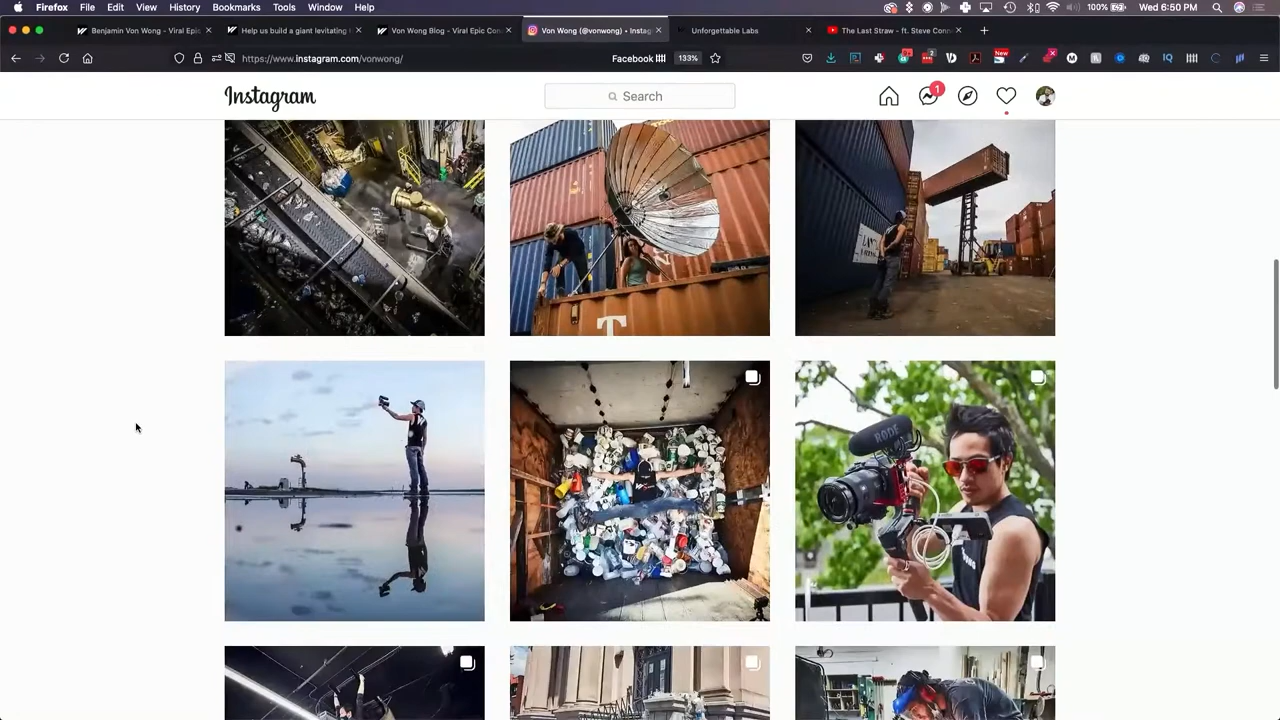 Firefox File Edit View History Bookmarks Tools Window Help 100% Wed 6:50 PM
Benjamin Von Wong - Viral Epic Help us build a giant levitating Von Wong Blog - Viral Epic Con Von Wong (@vonwong) • Instag Unforgettable Labs The Last Straw - ft. Steve Conn
https://www.instagram.com/vonwong/ Facebook 133% New
Instagram Search 1
T
RODE